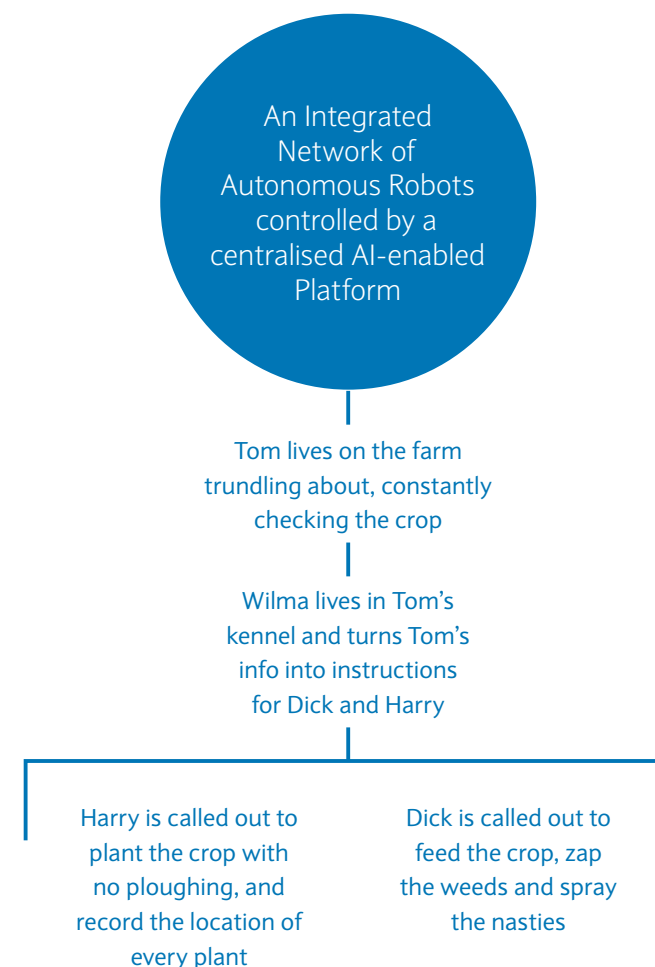 An Integrated
Network of
Autonomous Robots
controlled by a
centralised AI-enabled
Platform
Tom lives on the farm
trundling about, constantly
checking the crop
Wilma lives in Tom’s
kennel and turns Tom’s
info into instructions
for Dick and Harry
Harry is called out to
plant the crop with
no ploughing, and
record the location of
every plant
Dick is called out to
feed the crop, zap
the weeds and spray
the nasties